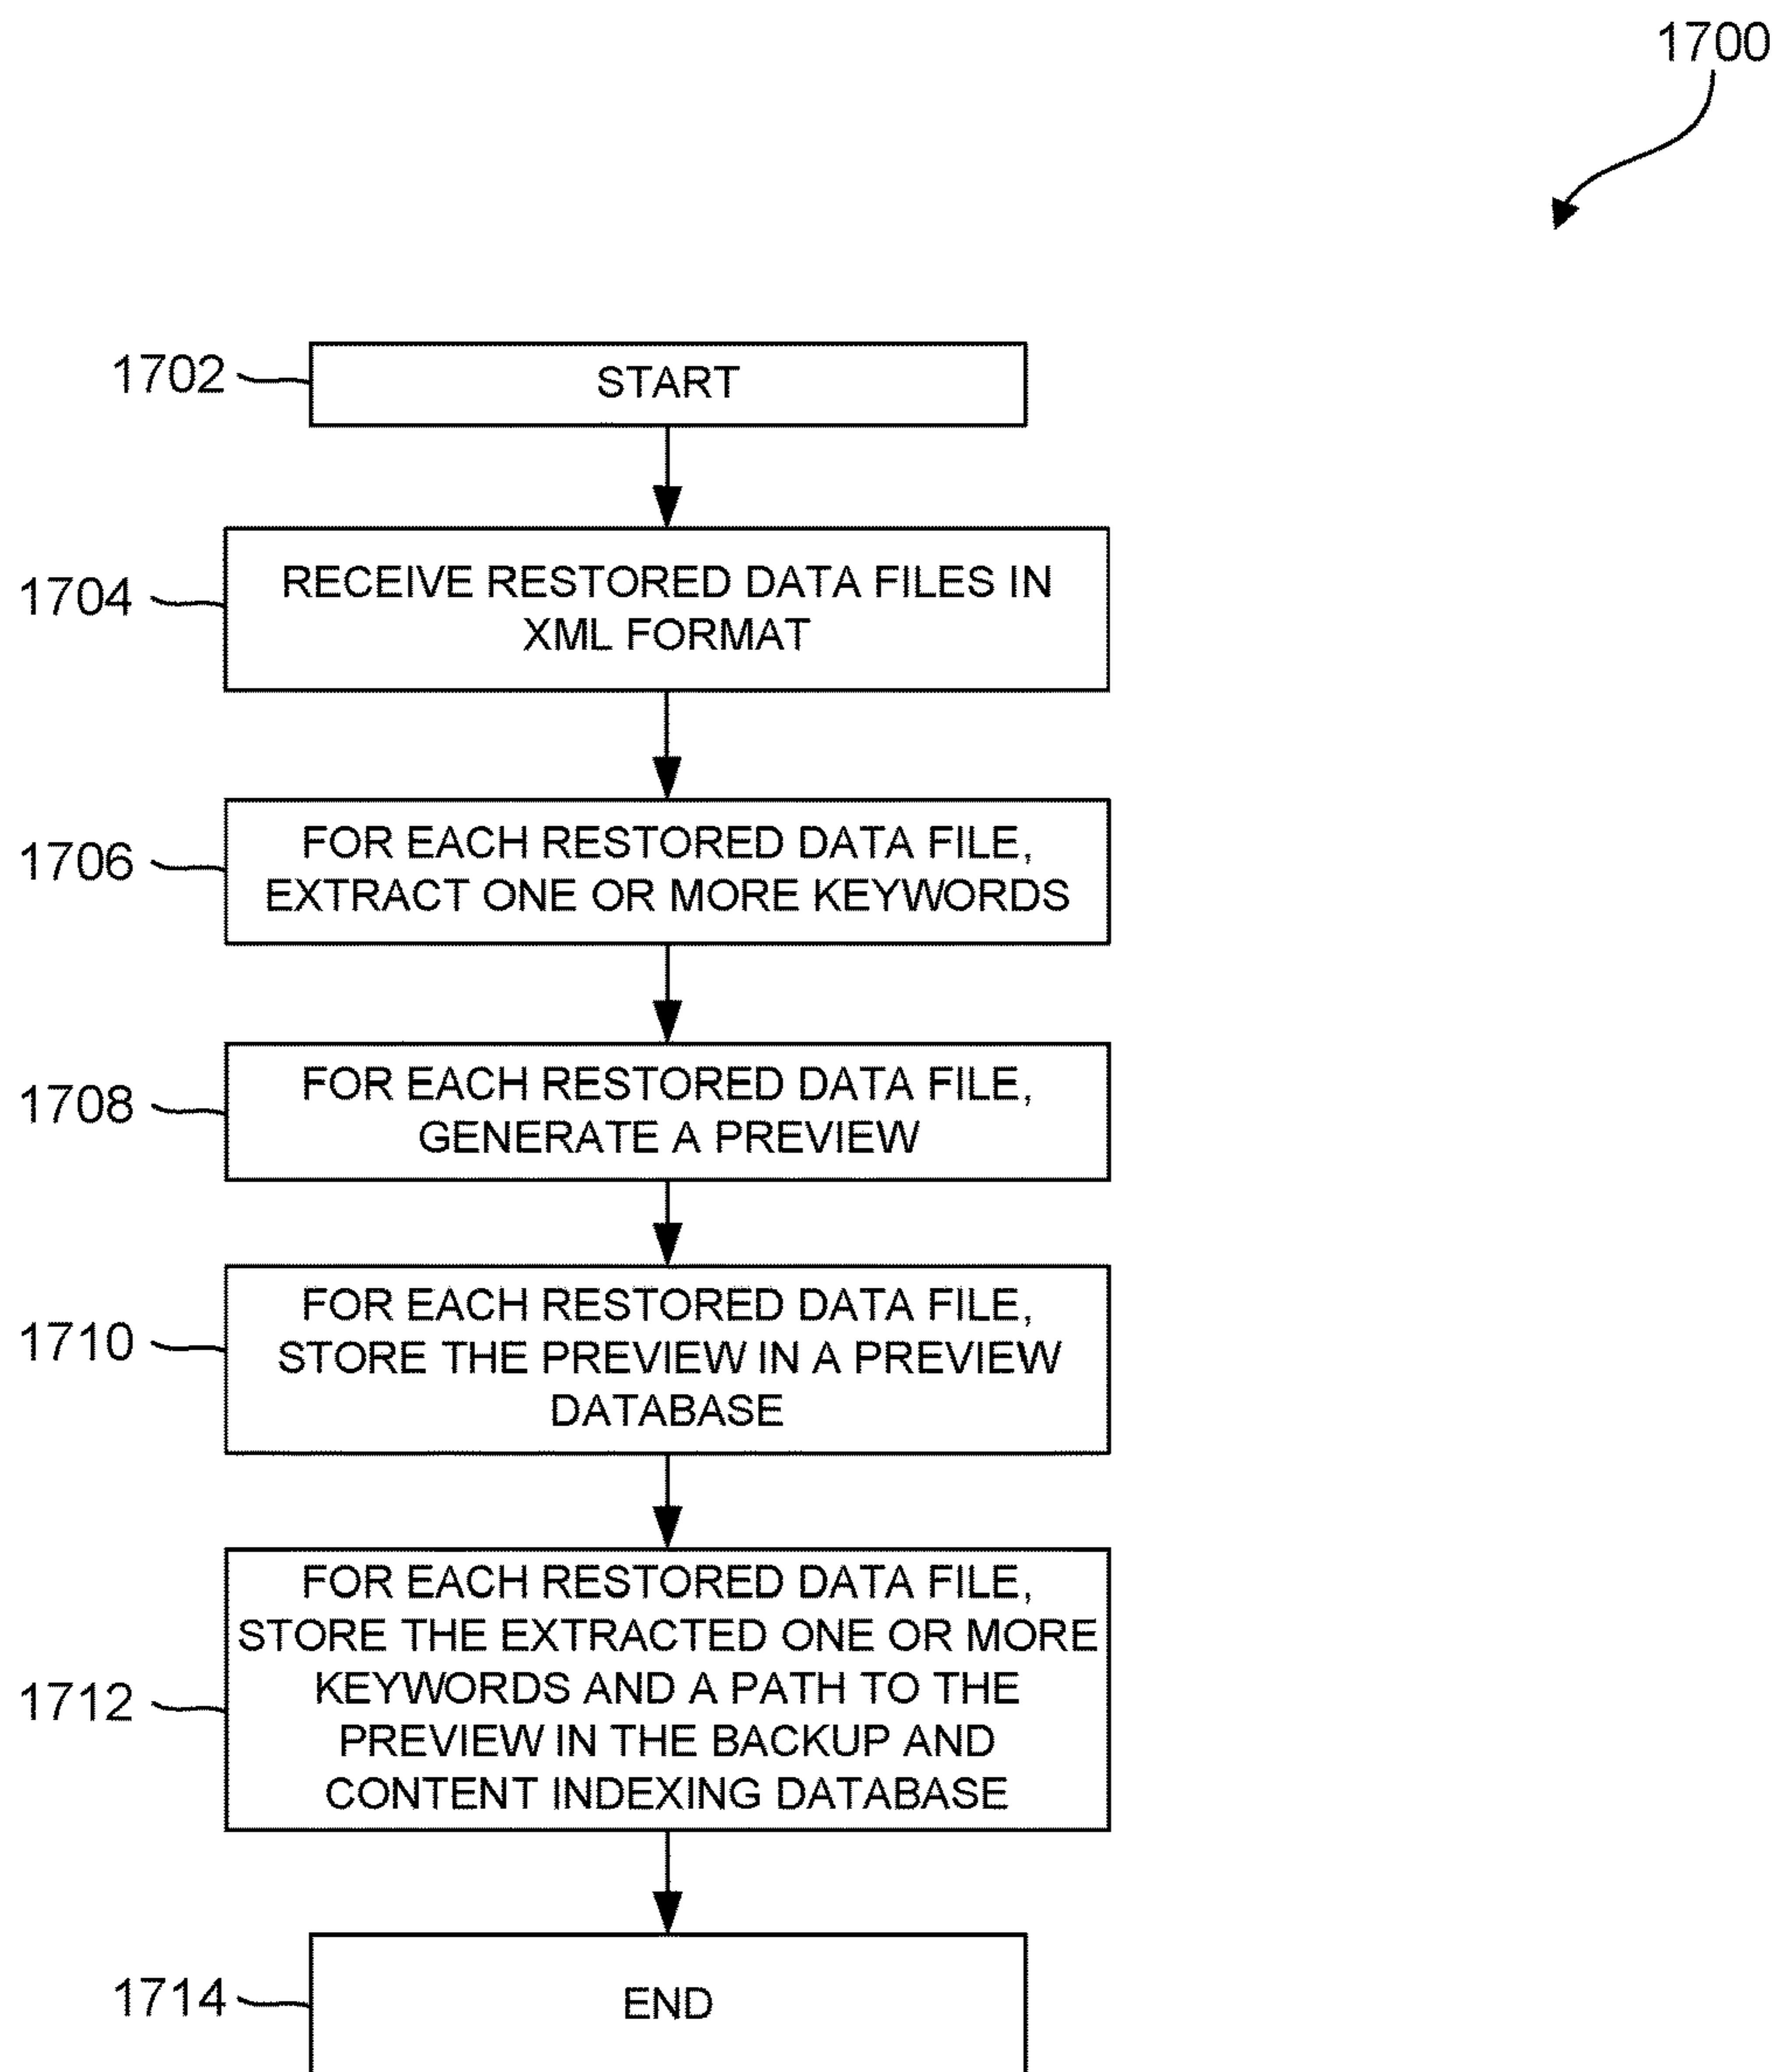 1700
1702
START
1704
RECEIVE RESTORED DATA FILES IN
XML FORMAT
1706
FOR EACH RESTORED DATA FILE,
EXTRACT ONE OR MORE KEYWORDS
1708
FOR EACH RESTORED DATA FILE,
GENERATE A PREVIEW
1710
FOR EACH RESTORED DATA FILE,
STORE THE PREVIEW IN A PREVIEW
DATABASE
1712
FOR EACH RESTORED DATA FILE,
STORE THE EXTRACTED ONE OR MORE
KEYWORDS AND A PATH TO THE
PREVIEW IN THE BACKUP AND
CONTENT INDEXING DATABASE
1714
END